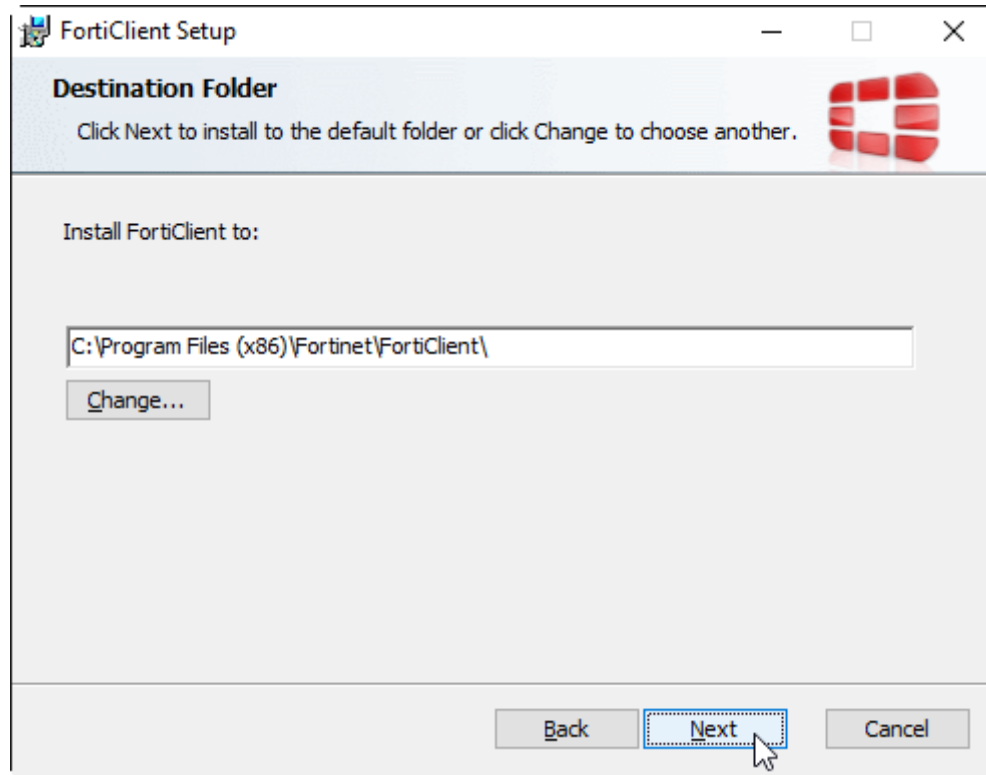 FortiClient Setup
Destination Folder
Click Next to install to the default folder or click Change to choose another.
Install FortiClient to:
C:\Program Files (x86)\Fortinet\FortiClient\
Change...
Back Next Cancel